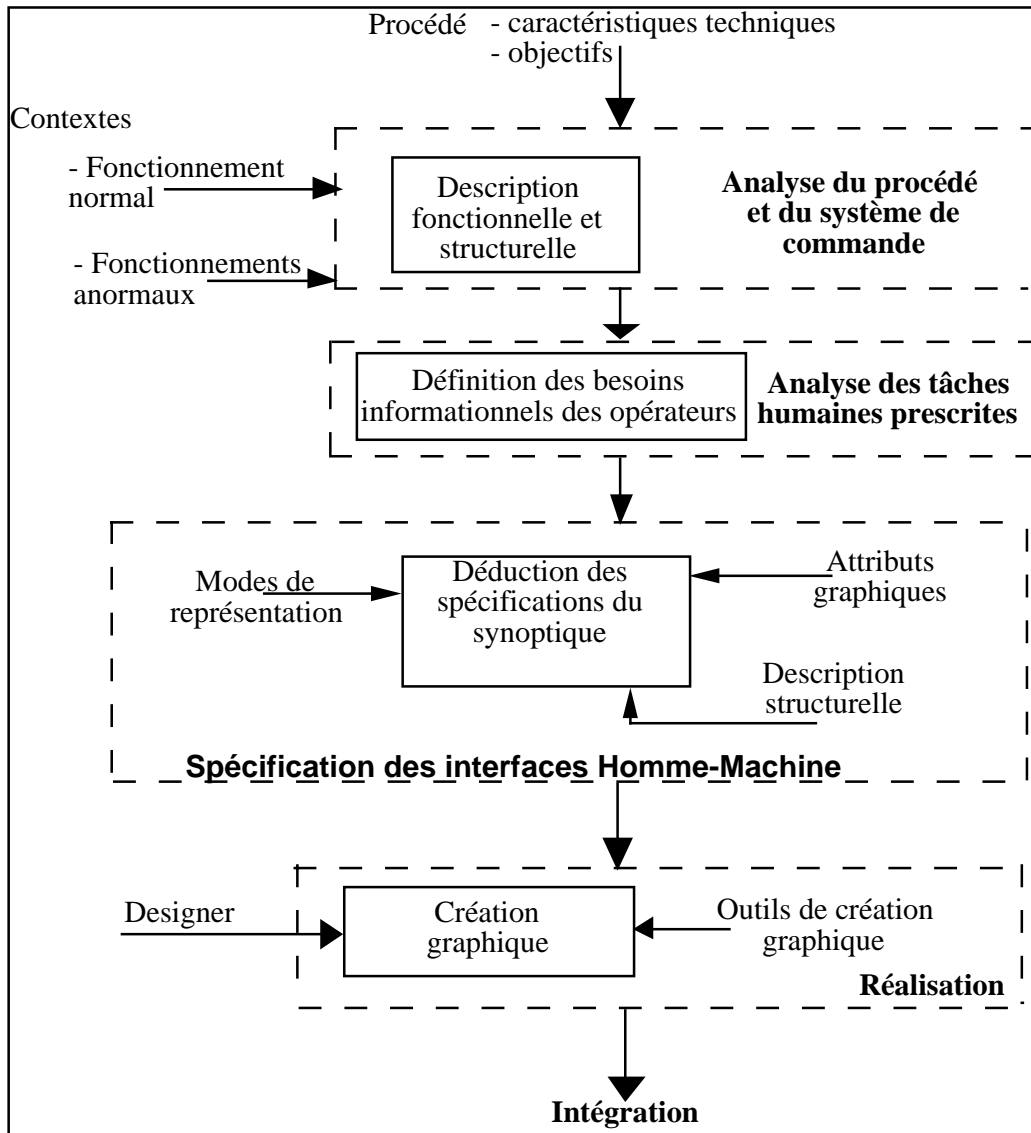 Procédé - caractéristiques techniques
- objectifs
Contextes
- Fonctionnement
normal
- Fonctionnements
anormaux
Description
fonctionnelle et
structurelle
Analyse du procédé
et du système de
commande
Définition des besoins
informationnels des opérateurs
Analyse des tâches
humaines prescrites
Modes de
représentation
Déduction des
spécifications du
synoptique
Attributs
graphiques
Description
structurelle
Spécification des interfaces Homme-Machine
Designer
Création
graphique
Outils de création
graphique
Réalisation
Intégration